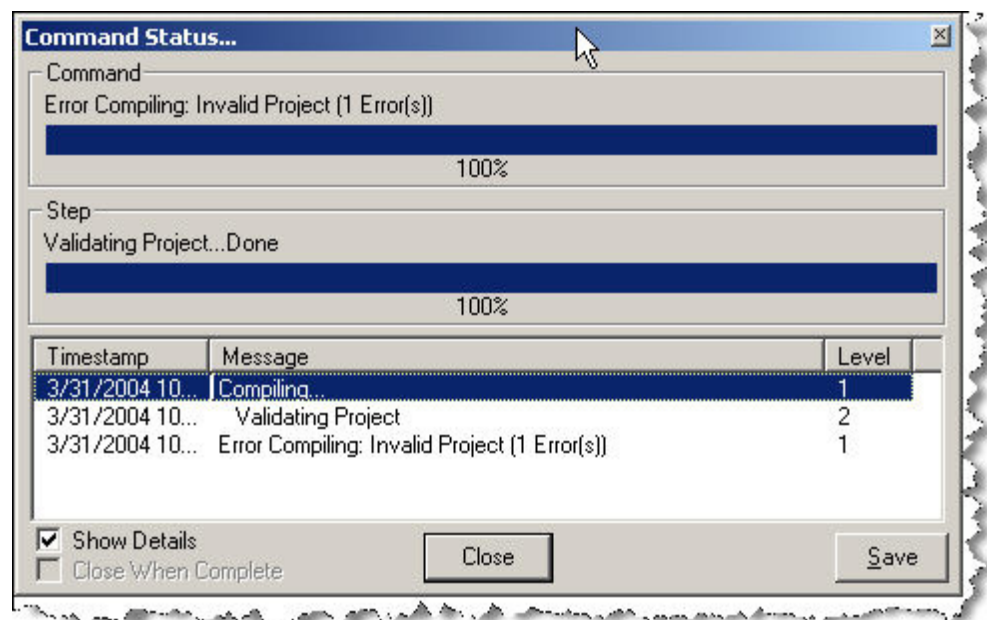 Command Status...
Command
Error Compiling: Invalid Project (1 Error(s))
100%
Step
Validating Project...Done
100%
Timestamp Message Level
3/31/2004 10... Compiling... 1
3/31/2004 10... Validating Project 2
3/31/2004 10... Error Compiling: Invalid Project (1 Error(s)) 1
Show Details
Close When Complete
Close
Save